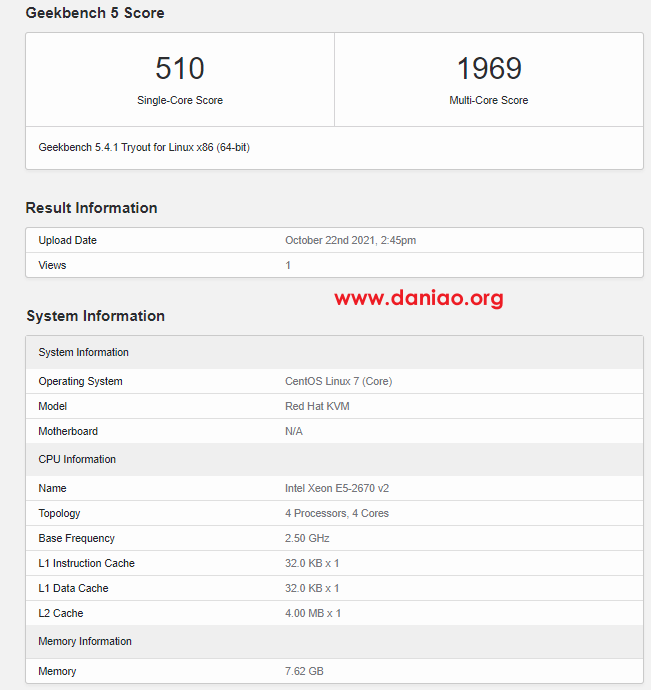 Geekbench 5 Score
510 1969
Single-Core Score Multi-Core Score
Geekbench 5.4.1 Tryout for Linux x86 (64-bit)
Result Information
Upload Date October 22nd 2021, 2:45pm
Views 1
www.daniao.org
System Information
System Information
Operating System CentOS Linux 7 (Core)
Model Red Hat KVM
Motherboard N/A
CPU Information
Name Intel Xeon E5-2670 v2
Topology 4 Processors, 4 Cores
Base Frequency 2.50 GHz
L1 Instruction Cache 32.0 KB x 1
L1 Data Cache 32.0 KB x 1
L2 Cache 4.00 MB x 1
Memory Information
Memory 7.62 GB